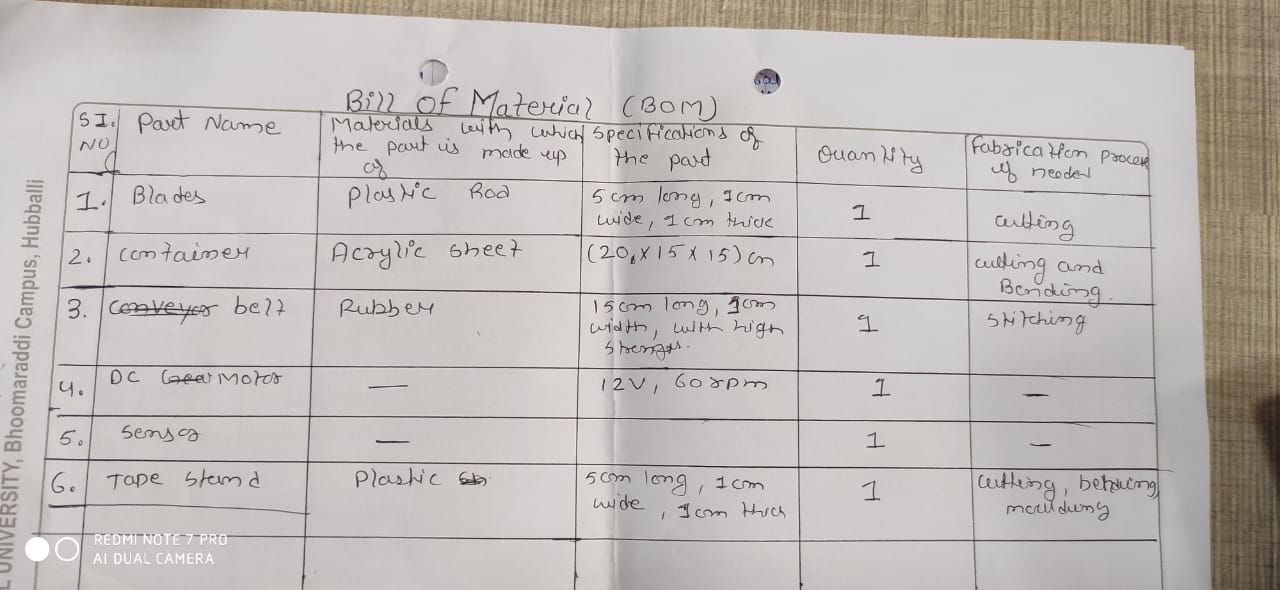 Bill Of Material (BOM)
SI. NO
Part Name
Materials with which
the part is made up
of
Specifications of
the part
Quantity
Fabrication proces
if needed
1.
Blades
Plastic Rod
5 cm long, 1cm
wide, 1 cm thick
1
cutting
2.
container
Acrylic sheet
(20 x 15 x 15) cm
1
cutting and
Bending.
3.
conveyor belt
Rubber
15cm long, 1cm
width, with high
strength.
1
stitching
4.
DC Gear Motor
—
12V, 60 rpm
1
—
5.
sensor
—
1
—
6.
Tape stand
Plastic
5cm long, 1cm
wide, 1cm thick
1
cutting, bending,
moulding
UNIVERSITY, Bhoomaraddi Campus, Hubballi
REDMI NOTE 7 PRO
AI DUAL CAMERA